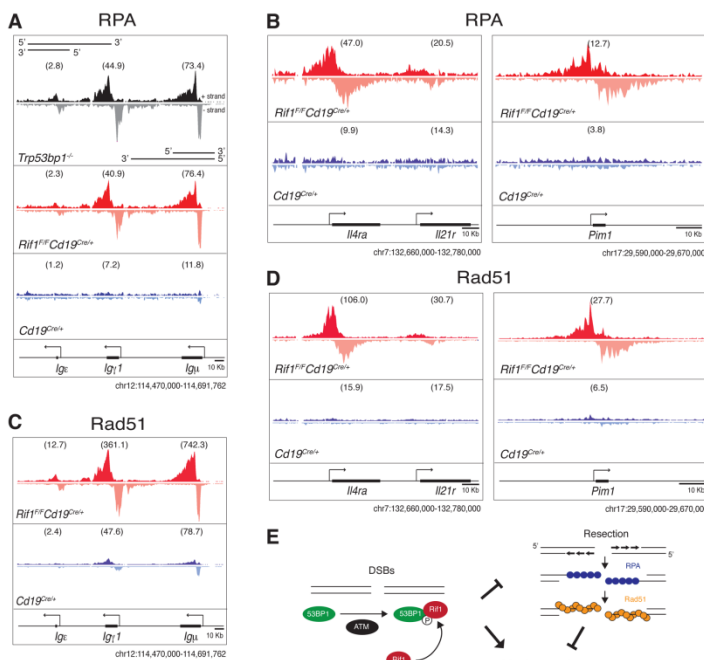 A
RPA
5' 3'
3' 5'
(2.8) (44.9) (73.4)
+ strand
- strand
Trp53bp1-/-
5' 3'
3' 5'
(2.3) (40.9) (76.4)
Rif1F/FCd19Cre/+
(1.2) (7.2) (11.8)
Cd19Cre/+
Igε Igγ1 Igμ
10 Kb
chr12:114,470,000-114,691,762
B
RPA
(47.0) (20.5)
Rif1F/FCd19Cre/+
(9.9) (14.3)
Cd19Cre/+
Il4ra Il21r
10 Kb
chr7:132,660,000-132,780,000
(12.7)
Rif1F/FCd19Cre/+
(3.8)
Cd19Cre/+
Pim1
10 Kb
chr17:29,590,000-29,670,000
C
Rad51
(12.7) (361.1) (742.3)
Rif1F/FCd19Cre/+
(2.4) (47.6) (78.7)
Cd19Cre/+
Igε Igγ1 Igμ
10 Kb
chr12:114,470,000-114,691,762
D
Rad51
(106.0) (30.7)
Rif1F/FCd19Cre/+
(15.9) (17.5)
Cd19Cre/+
Il4ra Il21r
10 Kb
chr7:132,660,000-132,780,000
(27.7)
Rif1F/FCd19Cre/+
(6.5)
Cd19Cre/+
Pim1
10 Kb
chr17:29,590,000-29,670,000
E
DSBs
53BP1
ATM
53BP1
P
Rif1
Rif1
Resection
5'
5'
RPA
Rad51